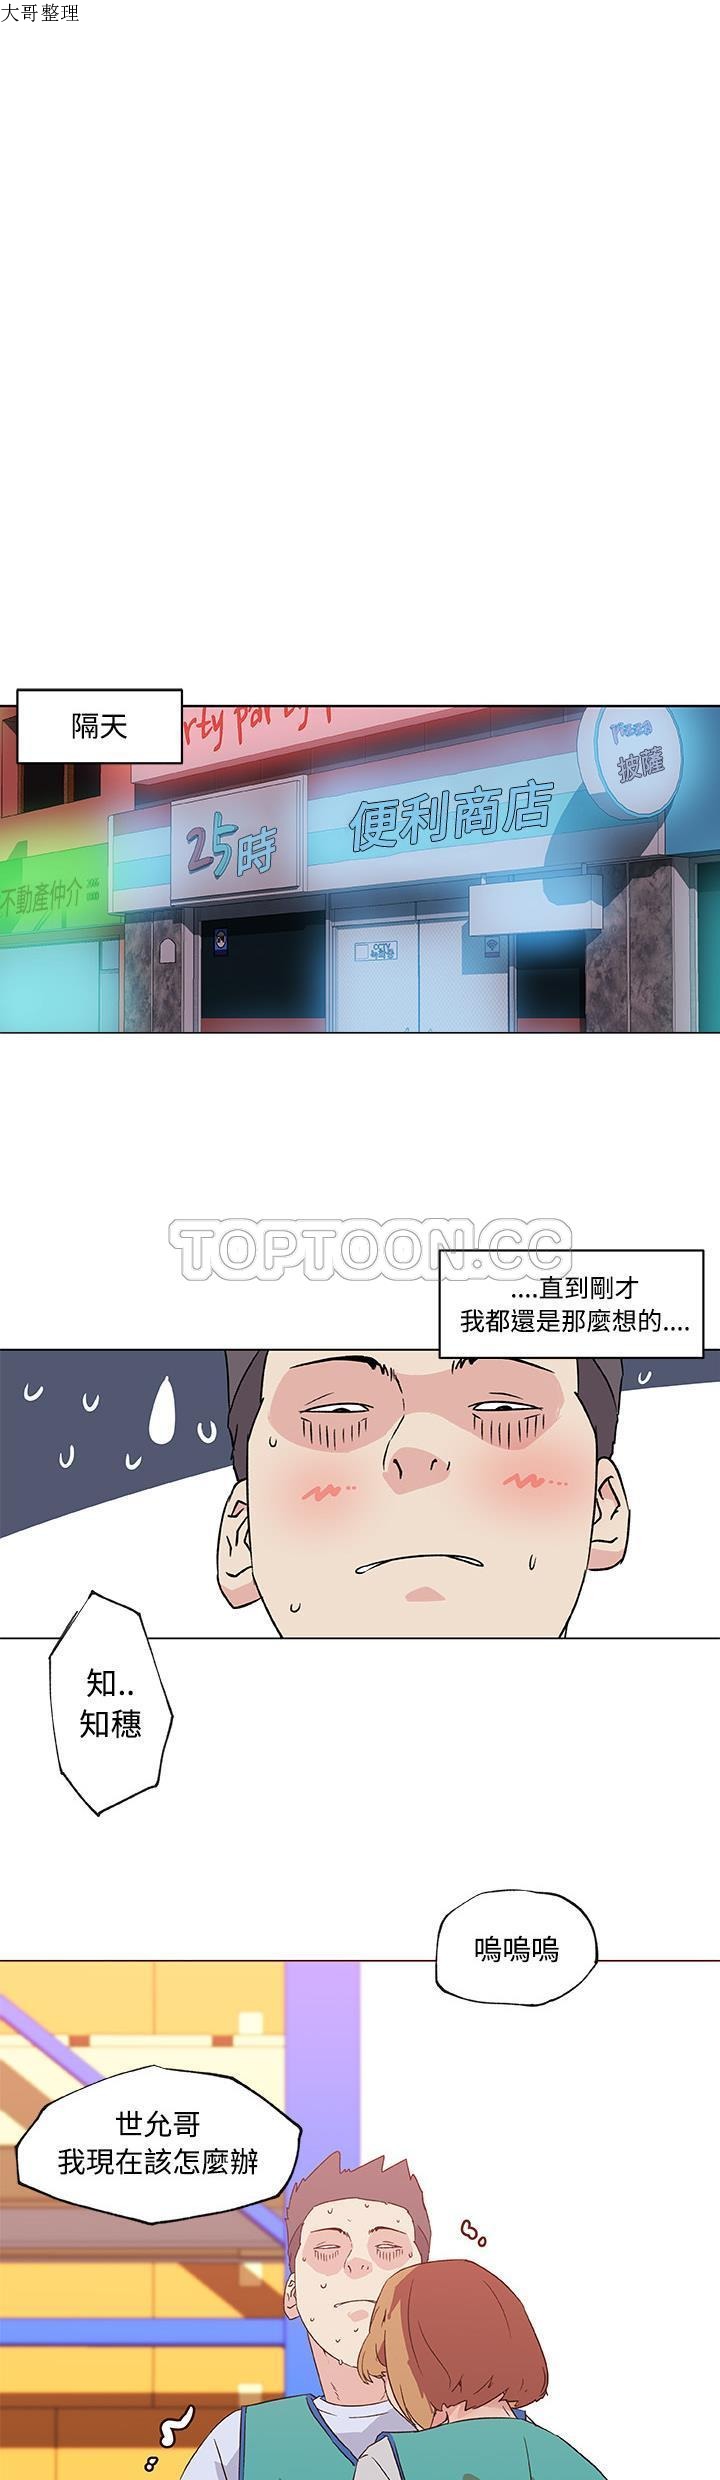 大哥整理
隔天
rty party p
Pizza
披薩
25時
便利商店
不動產仲介
CCTV
TOPTOON.CC
....直到剛才
我都還是那麼想的....
知..
知穗
嗚嗚嗚
世允哥
我現在該怎麼辦